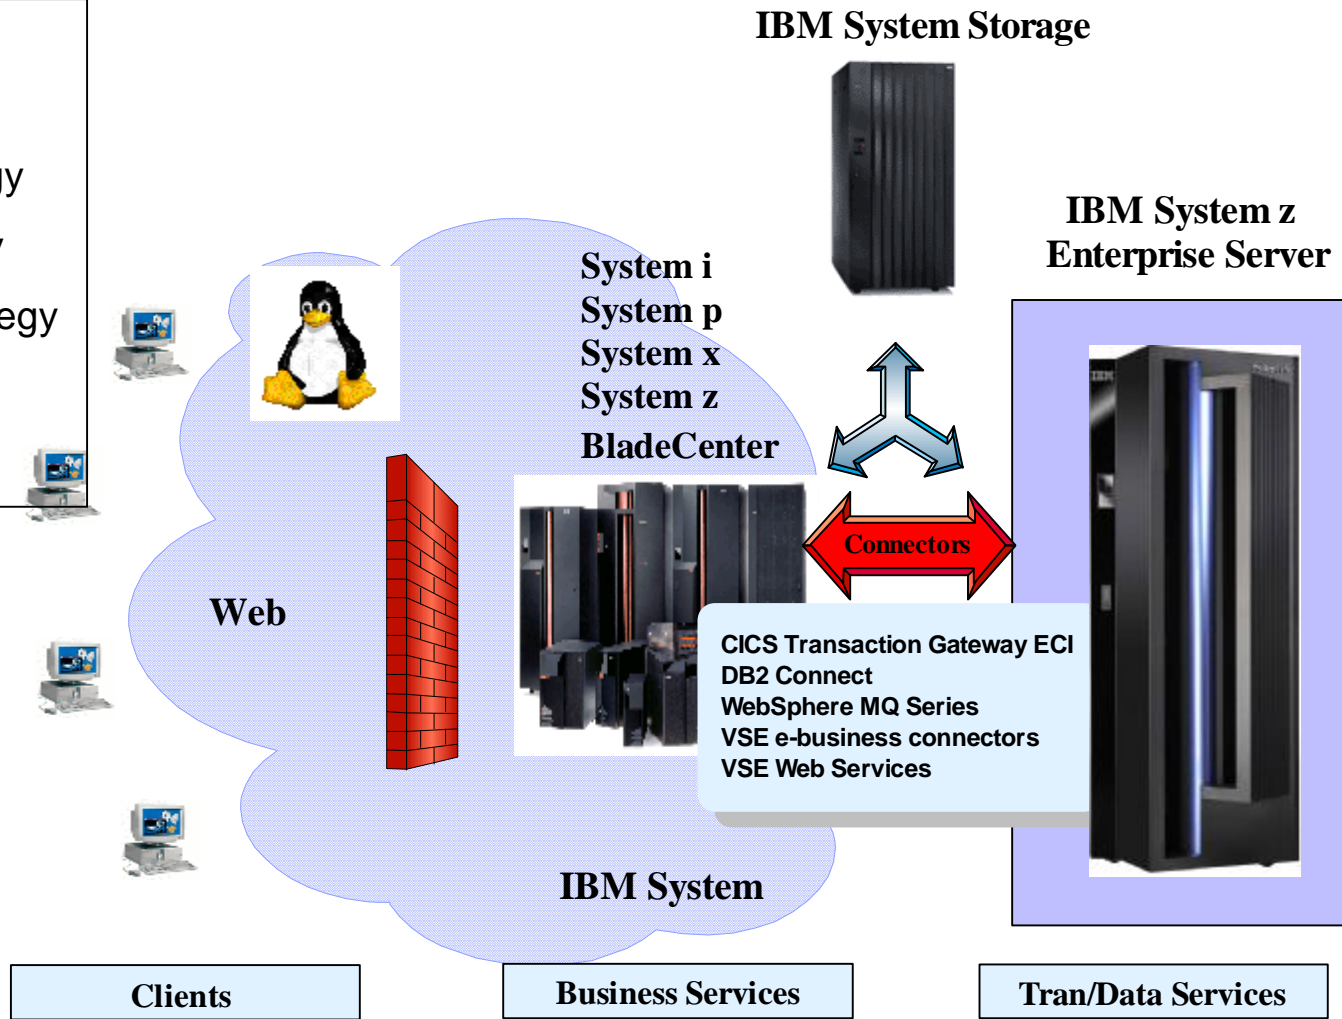 IBM System Storage
IBM System z
Enterprise Server
System i
System p
System x
System z
BladeCenter
Connectors
Web
CICS Transaction Gateway ECI
DB2 Connect
WebSphere MQ Series
VSE e-business connectors
VSE Web Services
IBM
IBM System
Clients
Business Services
Tran/Data Services